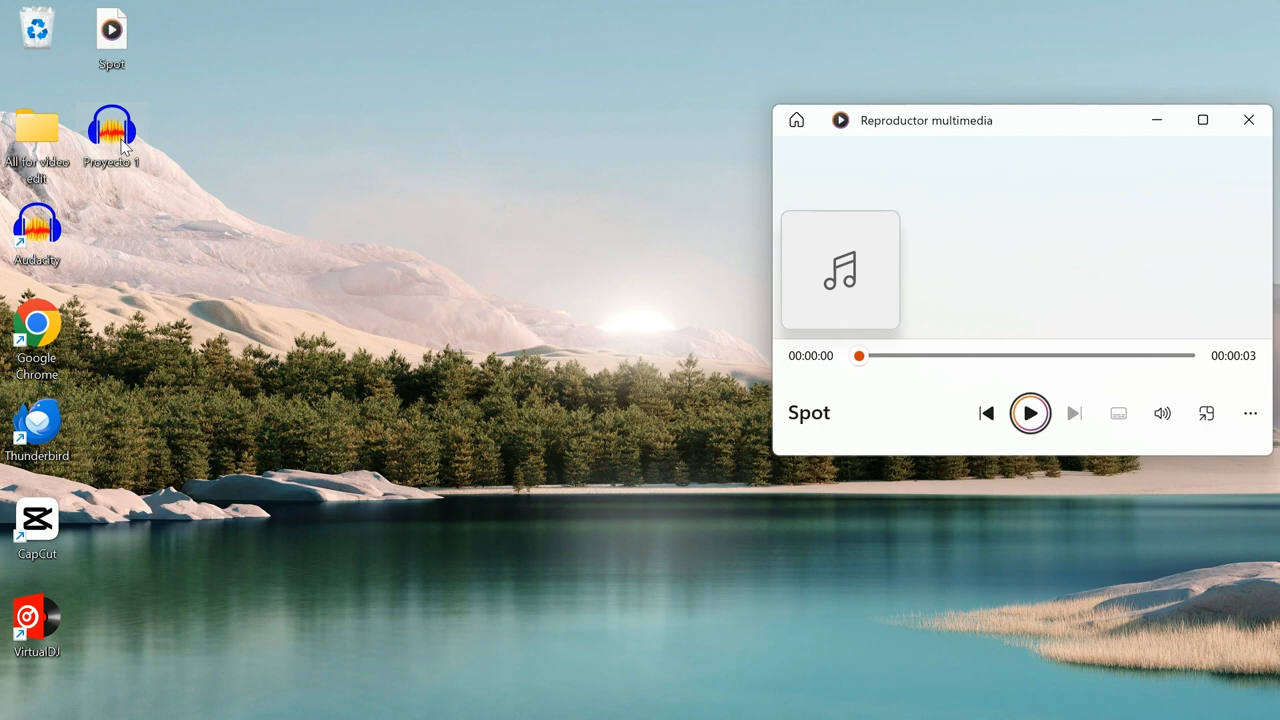 Spot
All for video
edit
Proyecto 1
Audacity
Google
Chrome
Thunderbird
CapCut
VirtualDJ
Reproductor multimedia
00:00:00
00:00:03
Spot